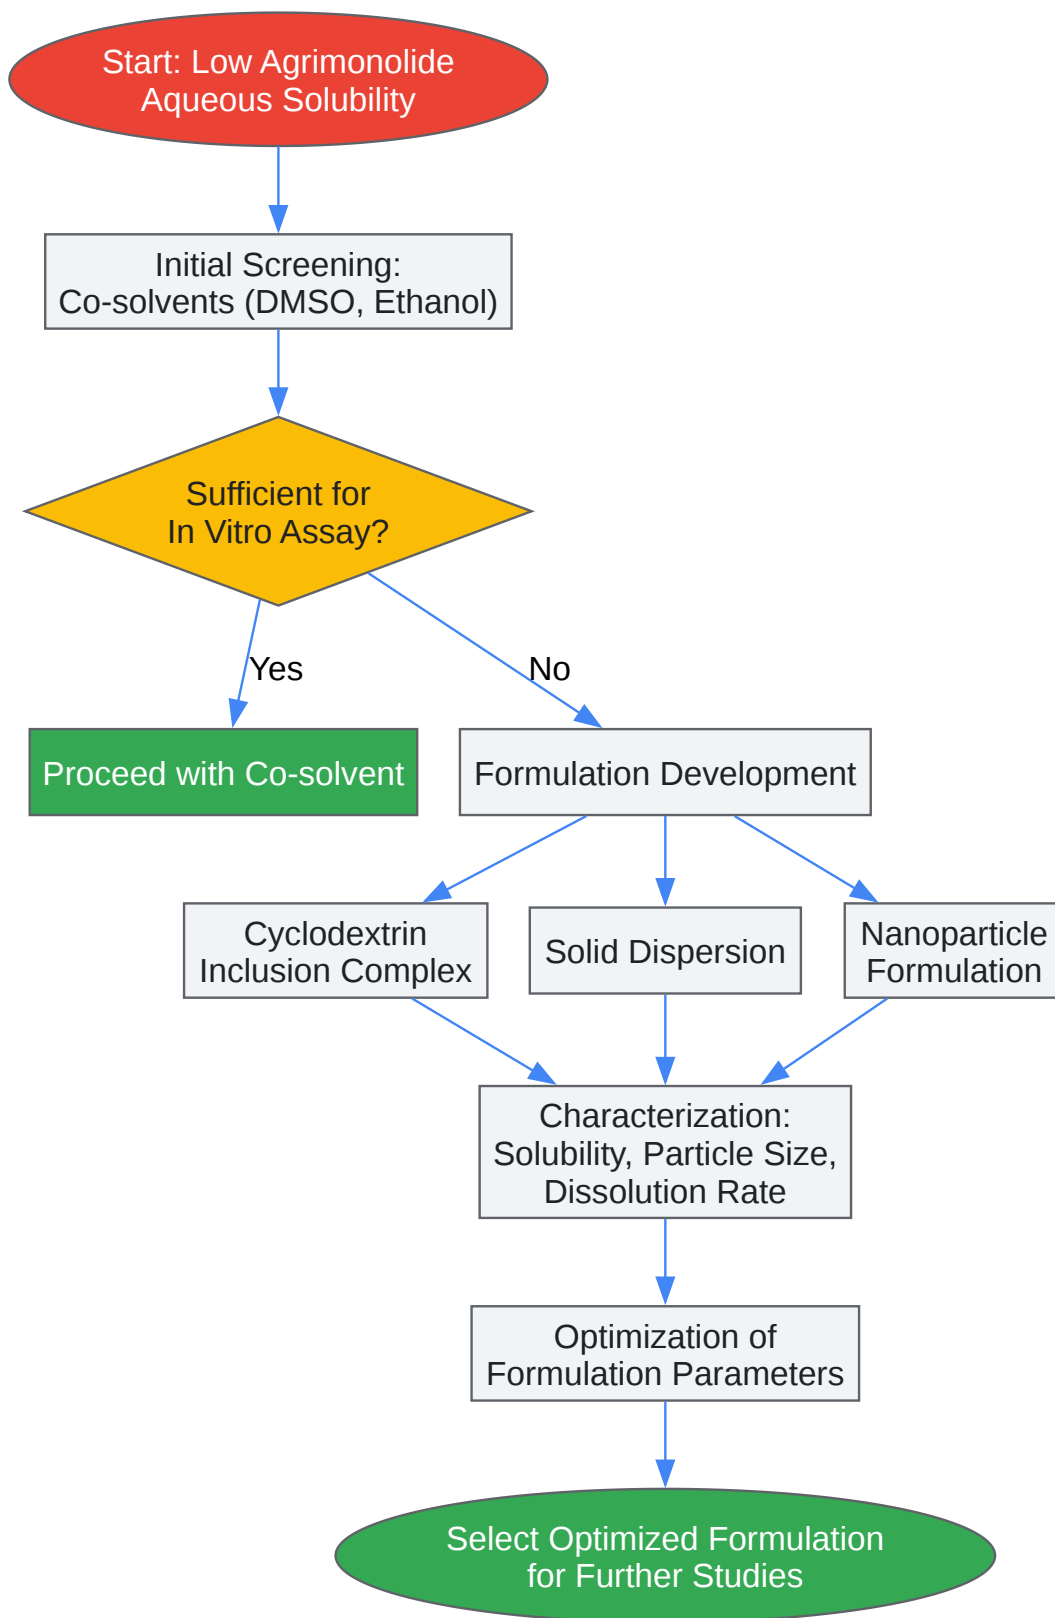 Start: Low Agrimonolide
Aqueous Solubility
Initial Screening:
Co-solvents (DMSO, Ethanol)
Sufficient for
In Vitro Assay?
Yes
No
Proceed with Co-solvent
Formulation Development
Cyclodextrin
Inclusion Complex
Solid Dispersion
Nanoparticle
Formulation
Characterization:
Solubility, Particle Size,
Dissolution Rate
Optimization of
Formulation Parameters
Select Optimized Formulation
for Further Studies